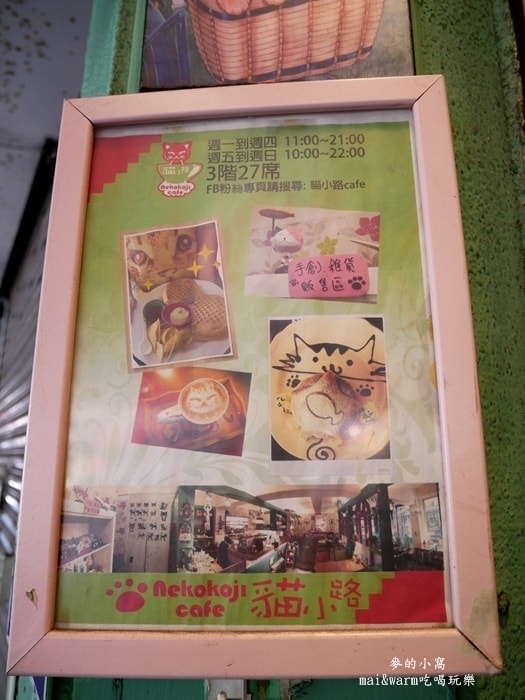 貓小路
Nekokoji
cafe
週一到週四 11:00~21:00
週五到週日 10:00~22:00
3階27席
FB粉絲專頁請搜尋: 貓小路cafe
手創.雜貨
販售區
Nekokoji
cafe
貓小路
麥的小窩
mai&warm吃喝玩樂